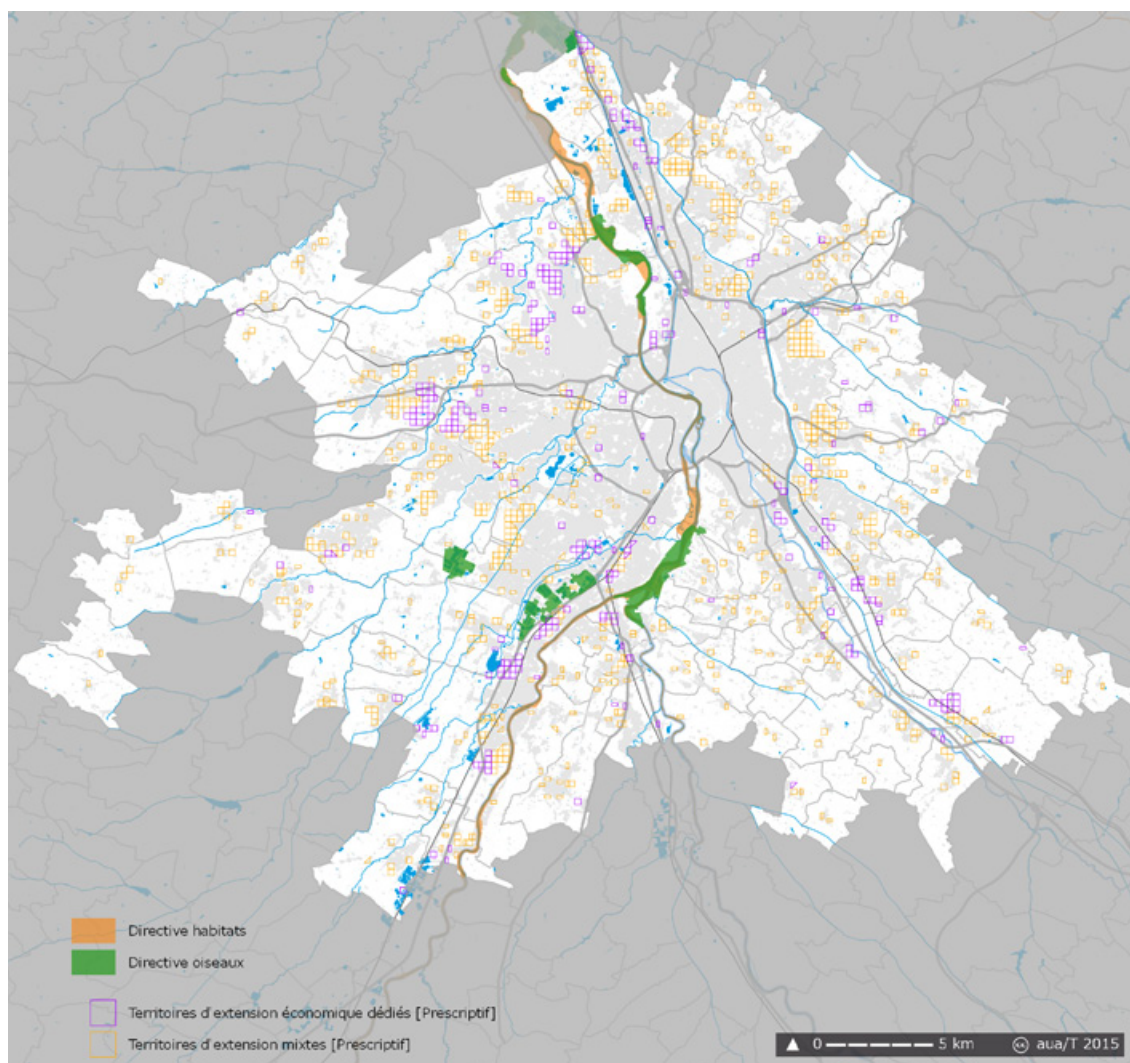 Directive habitats
Directive oiseaux
Territoires d'extension économique dédiés [Prescriptif]
Territoires d'extension mixtes [Prescriptif]
0 5 km aua/T 2015